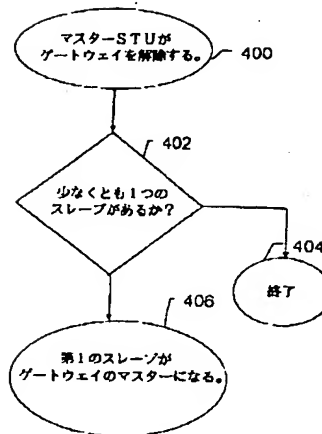 マスターSTUが
ゲートウェイを解除する。
400
402
少なくとも1つの
スレーブがあるか?
404
終了
406
第1のスレーゾが
ゲートウェイのマスターになる。